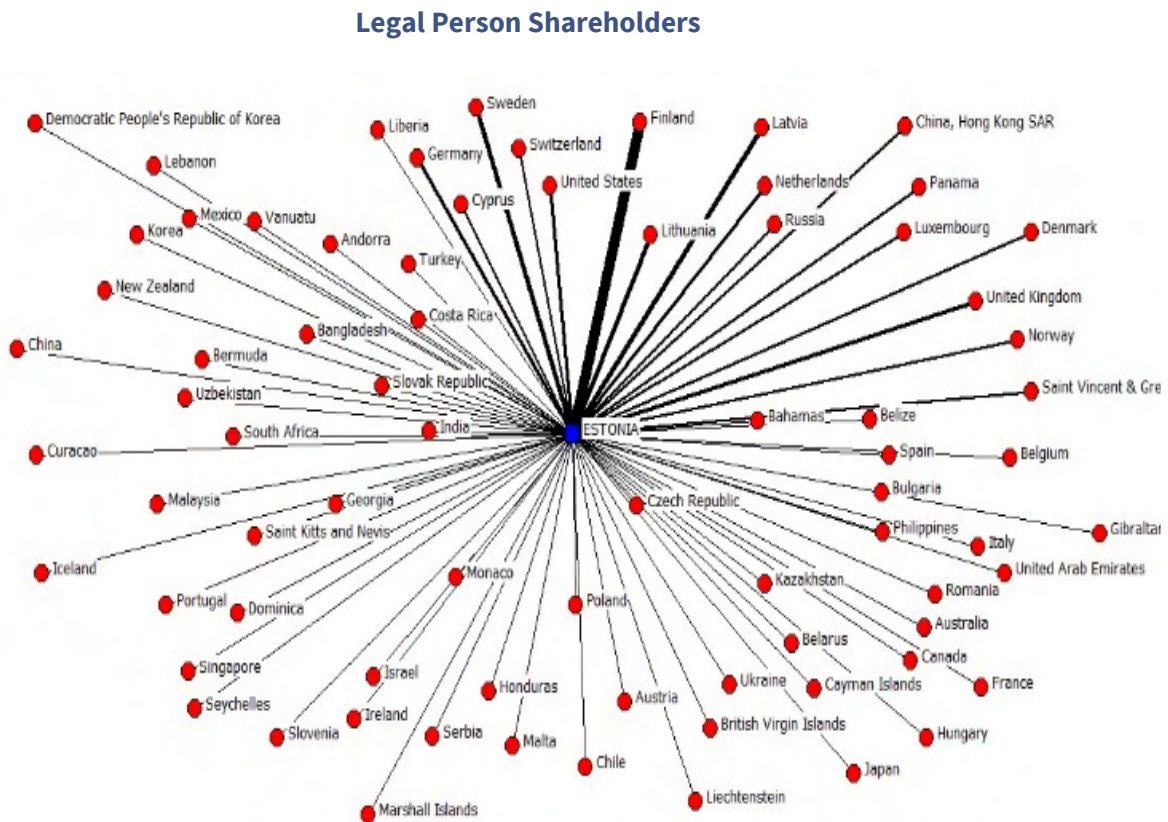 Legal Person Shareholders
Sweden
Democratic People's Republic of Korea
Liberia
Finland
Latvia
China, Hong Kong SAR
Germany
Switzerland
Lebanon
United States
Netherlands
Panama
Cyprus
Mexico
Vanuatu
Russia
Korea
Andorra
Lithuania
Luxembourg
Denmark
Turkey
New Zealand
United Kingdom
Costa Rica
Bangladesh
Norway
China
Bermuda
Slovak Republic
Saint Vincent & Gre
Uzbekistan
Bahamas
Belize
India
ESTONIA
South Africa
Curacao
Spain
Belgium
Bulgaria
Malaysia
Georgia
Czech Republic
Saint Kitts and Nevis
Philippines
Gibraltar
Italy
Iceland
Monaco
Kazakhstan
United Arab Emirates
Portugal
Dominica
Poland
Romania
Australia
Belarus
Singapore
Canada
Israel
Honduras
Ukraine
Cayman Islands
France
Seychelles
Ireland
Austria
British Virgin Islands
Slovenia
Serbia
Malta
Hungary
Chile
Japan
Liechtenstein
Marshall Islands